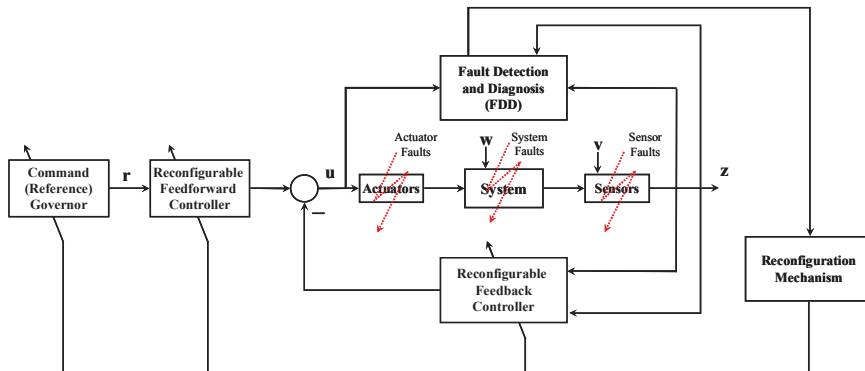 Fault Detection
and Diagnosis
(FDD)
Actuator
Faults
w
System
Faults
v
Sensor
Faults
Command
(Reference)
Governor
r
Reconfigurable
Feedforward
Controller
u
−
Actuators
System
Sensors
z
Reconfigurable
Feedback
Controller
Reconfiguration
Mechanism